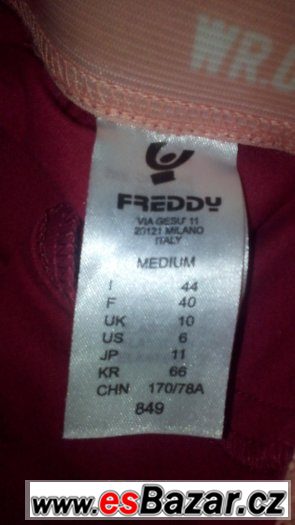 WR.
FREDDY
VIA GESU' 11
20121 MILANO
ITALY
MEDIUM
I 44
F 40
UK 10
US 6
JP 11
KR 66
CHN 170/78A
849
www.esBazar.cz